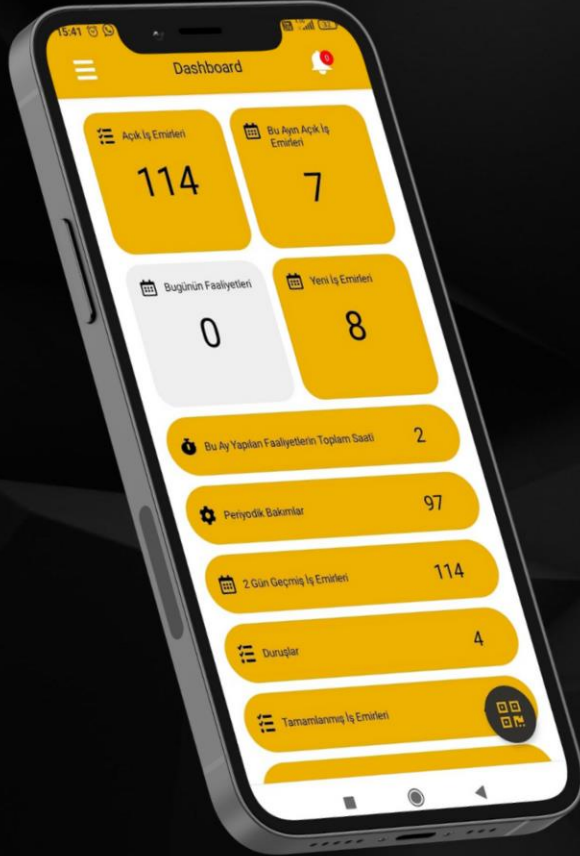 15:41
Dashboard
0
Açık İş Emirleri
114
Bu Ayın Açık İş
Emirleri
7
Bugünün Faaliyetleri
0
Yeni İş Emirleri
8
Bu Ay Yapılan Faaliyetlerin Toplam Saati
2
Periyodik Bakımlar
97
2 Gün Geçmiş İş Emirleri
114
Duruşlar
4
Tamamlanmış İş Emirleri